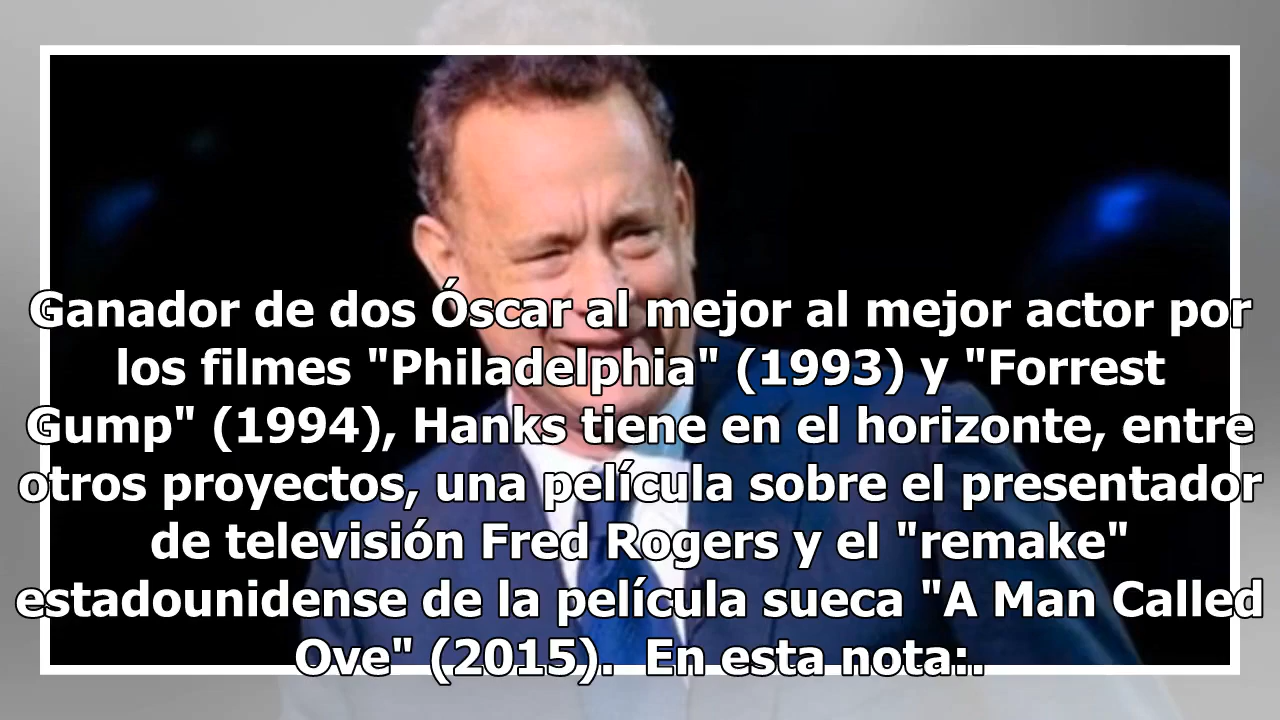 Ganador de dos Óscar al mejor al mejor actor por
los filmes "Philadelphia" (1993) y "Forrest
Gump" (1994), Hanks tiene en el horizonte, entre
otros proyectos, una película sobre el presentador
de televisión Fred Rogers y el "remake"
estadounidense de la película sueca "A Man Called
Ove" (2015).  En esta nota:.